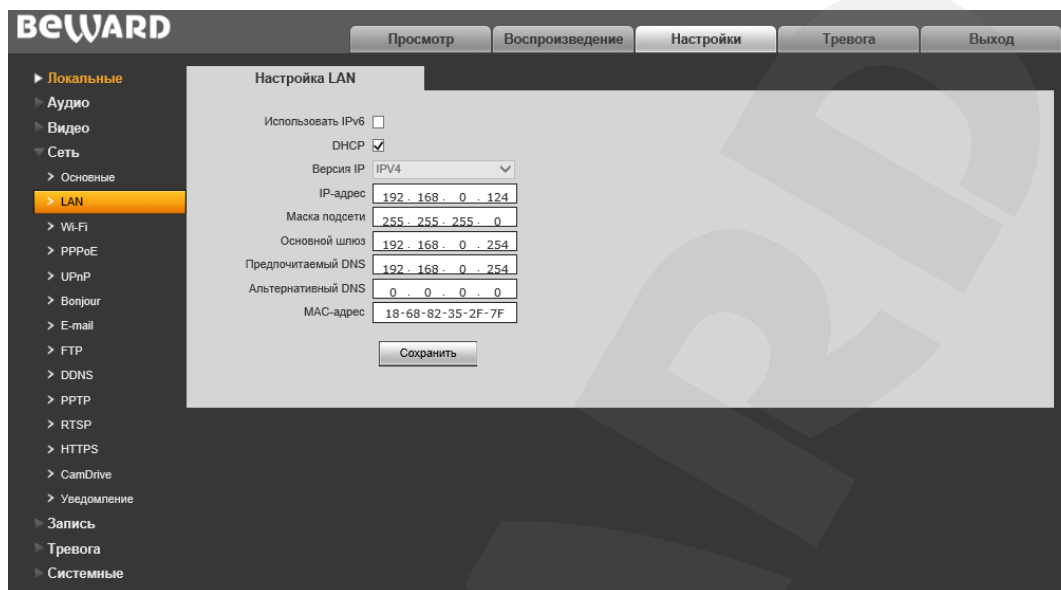 BEWARD
Просмотр Воспроизведение Настройки Тревога Выход
Локальные
Аудио
Видео
Сеть
Основные
LAN
Wi-Fi
PPPoE
UPnP
Bonjour
E-mail
FTP
DDNS
PPTP
RTSP
HTTPS
CamDrive
Уведомление
Запись
Тревога
Системные
Настройка LAN
Использовать IPv6
DHCP
Версия IP IPV4
IP-адрес 192 . 168 . 0 . 124
Маска подсети 255 . 255 . 255 . 0
Основной шлюз 192 . 168 . 0 . 254
Предпочитаемый DNS 192 . 168 . 0 . 254
Альтернативный DNS 0 . 0 . 0 . 0
MAC-адрес 18-68-82-35-2F-7F
Сохранить